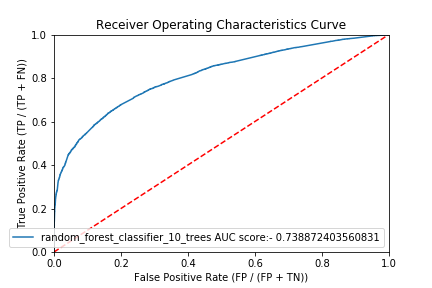 Receiver Operating Characteristics Curve
True Positive Rate (TP / (TP + FN))
1.0
0.8
0.6
0.4
0.2
0.0
random_forest_classifier_10_trees AUC score:- 0.738872403560831
0.0 0.2 0.4 0.6 0.8 1.0
False Positive Rate (FP / (FP + TN))